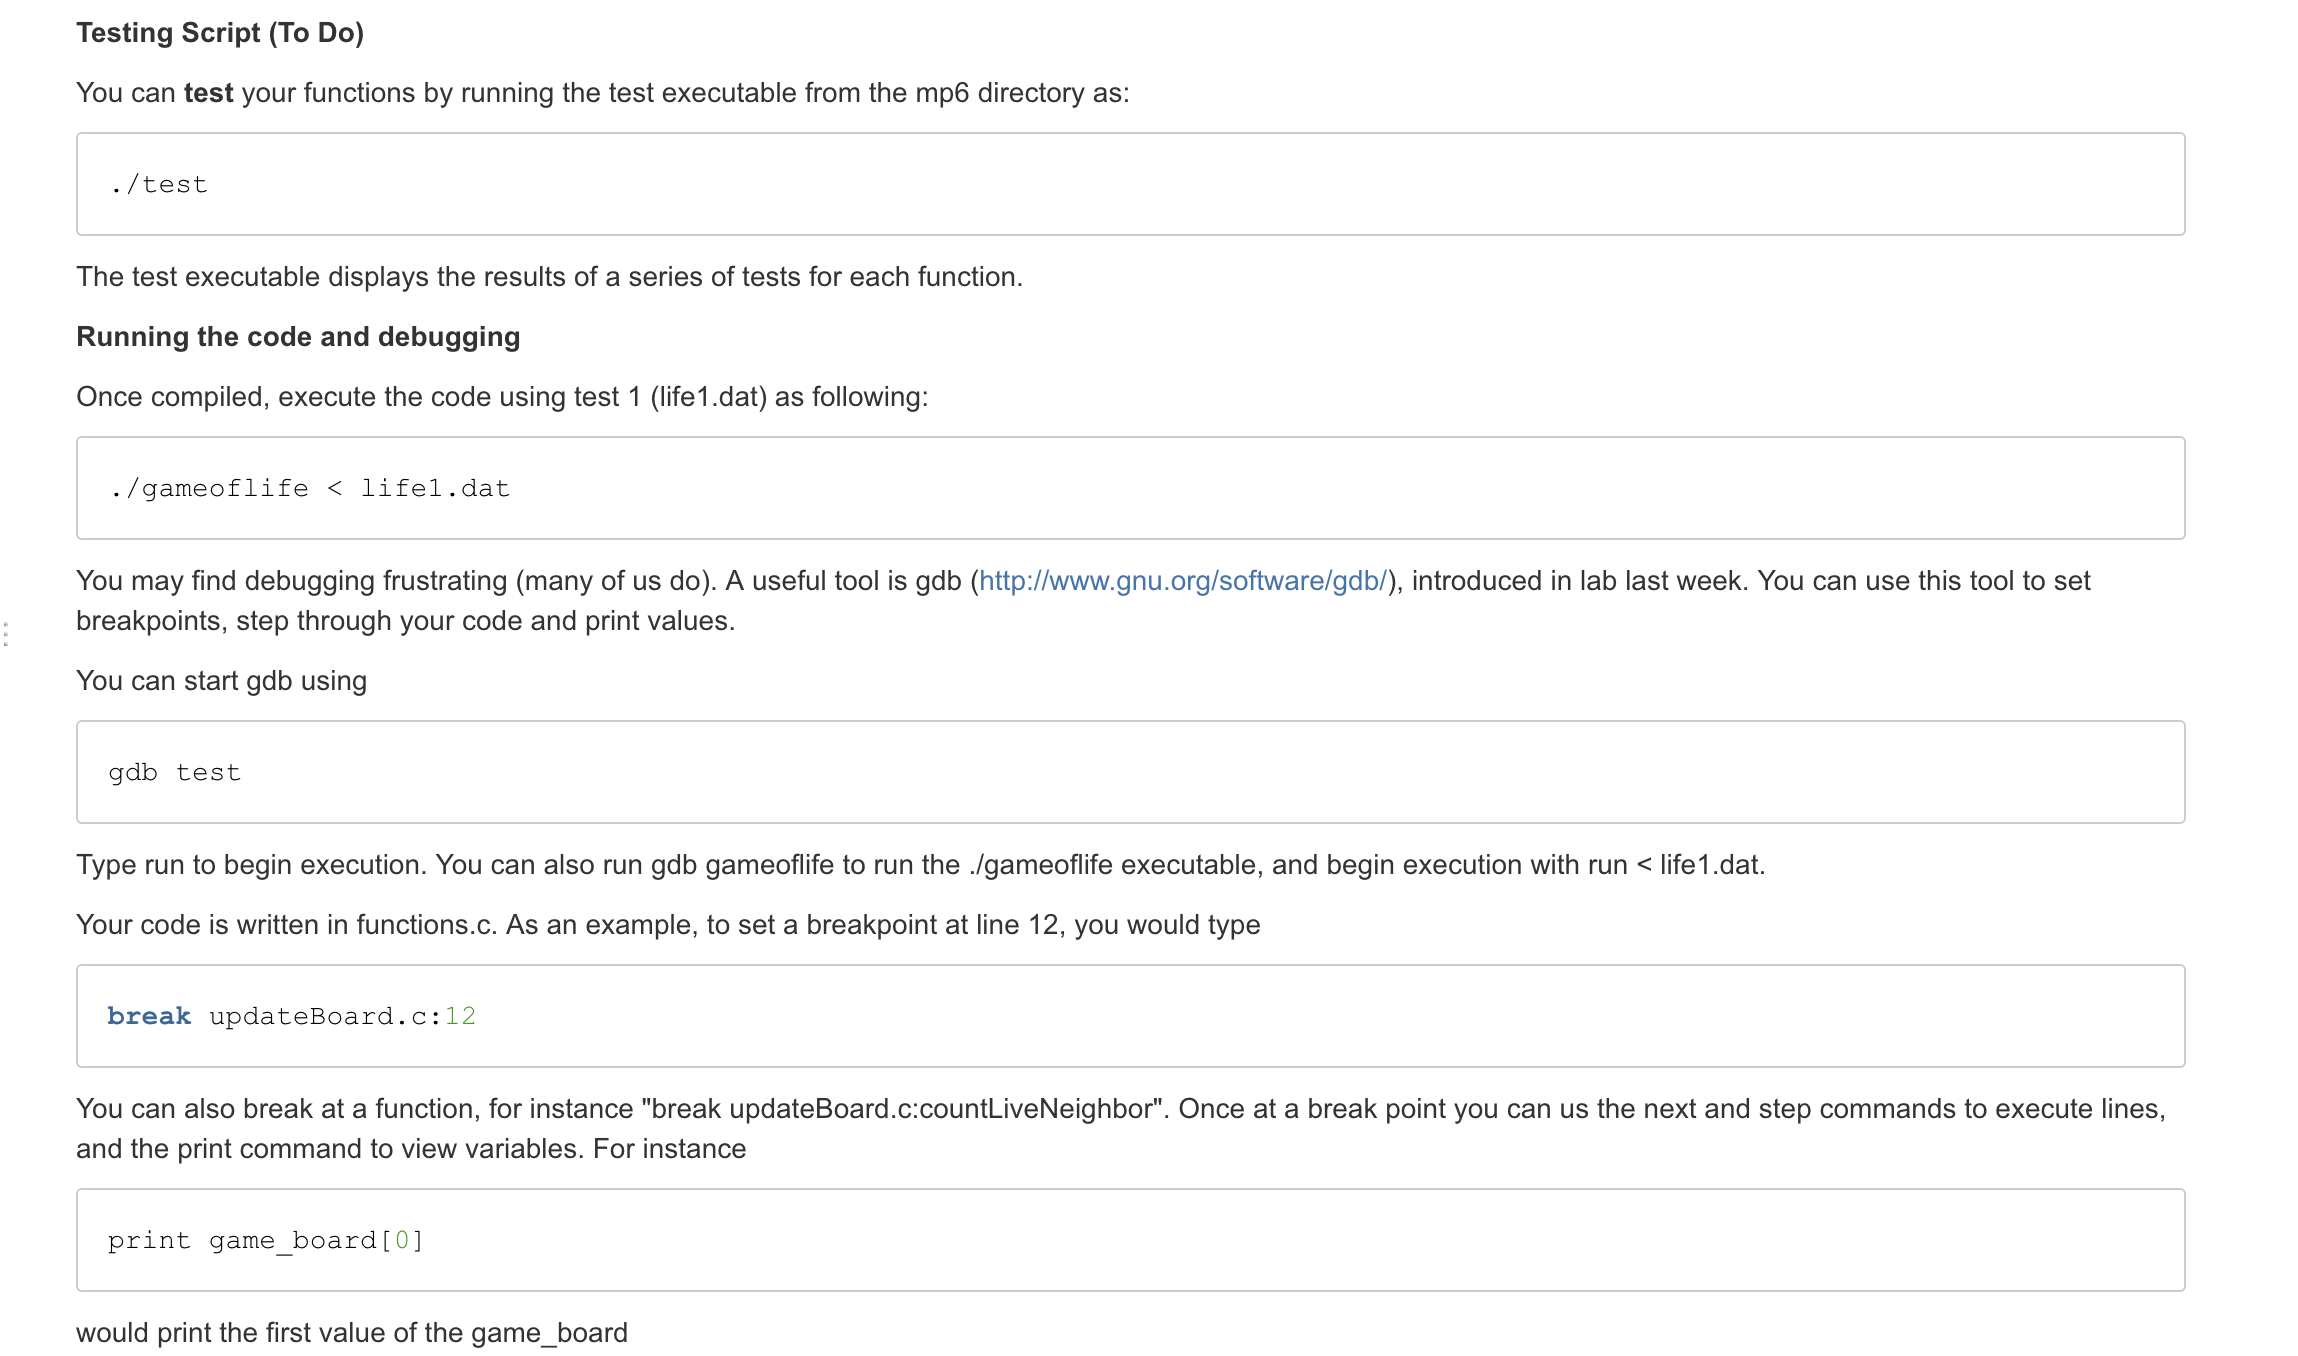 Testing Script (To Do)
You can test your functions by running the test executable from the mp6 directory as:
./test
The test executable displays the results of a series of tests for each function.
Running the code and debugging
Once compiled, execute the code using test 1 (life1.dat) as following:
./gameoflife < life1.dat
You may find debugging frustrating (many of us do). A useful tool is gdb (http://www.gnu.org/software/gdb/), introduced in lab last week. You can use this tool to set
breakpoints, step through your code and print values.
You can start gdb using
gdb test
Type run to begin execution. You can also run gdb gameoflife to run the ./gameoflife executable, and begin execution with run < life1.dat.
Your code is written in functions.c. As an example, to set a breakpoint at line 12, you would type
break updateBoard.c:12
You can also break at a function, for instance "break updateBoard.c:countLiveNeighbor". Once at a break point you can us the next and step commands to execute lines,
and the print command to view variables. For instance
print game_board[0]
would print the first value of the game_board